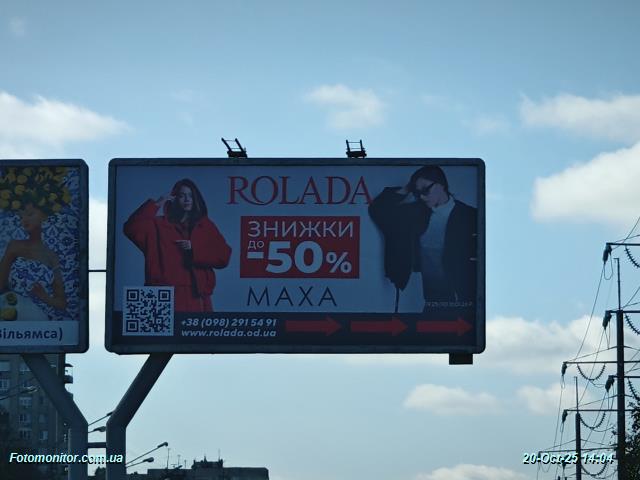 ROLADA
ЗНИЖКИ
ДО
-50%
MAXA
+38 (098) 291 54 91
www.rolada.od.ua
Вільямса)
Fotomonitor.com.ua
20-Oct-25 14:04